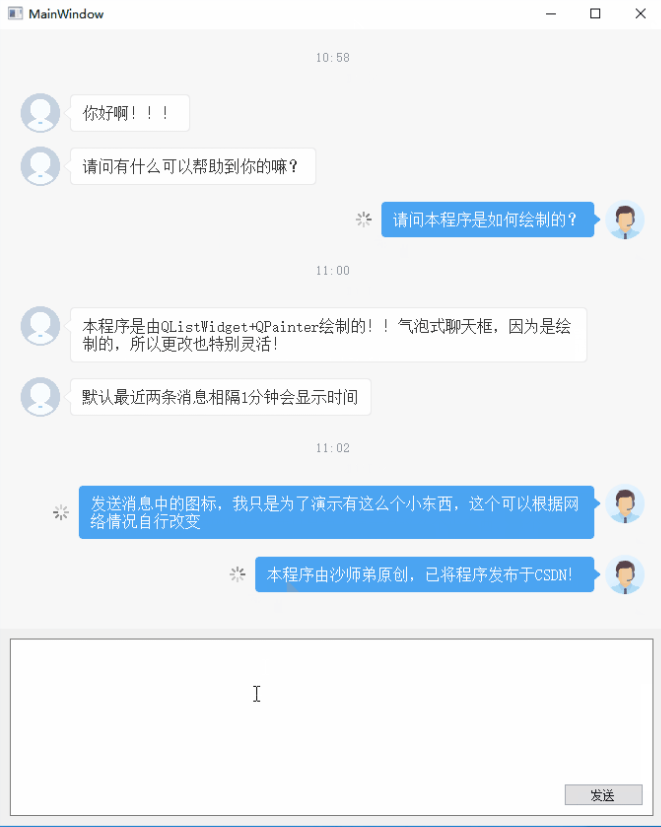 MainWindow
10:58
你好啊！！！
请问有什么可以帮助到你的嘛？
请问本程序是如何绘制的？
11:00
本程序是由QListWidget+QPainter绘制的！！气泡式聊天框，因为是绘
制的，所以更改也特别灵活！
默认最近两条消息相隔1分钟会显示时间
11:02
发送消息中的图标，我只是为了演示有这么个小东西，这个可以根据网
络情况自行改变
本程序由沙师弟原创，已将程序发布于CSDN！
发送